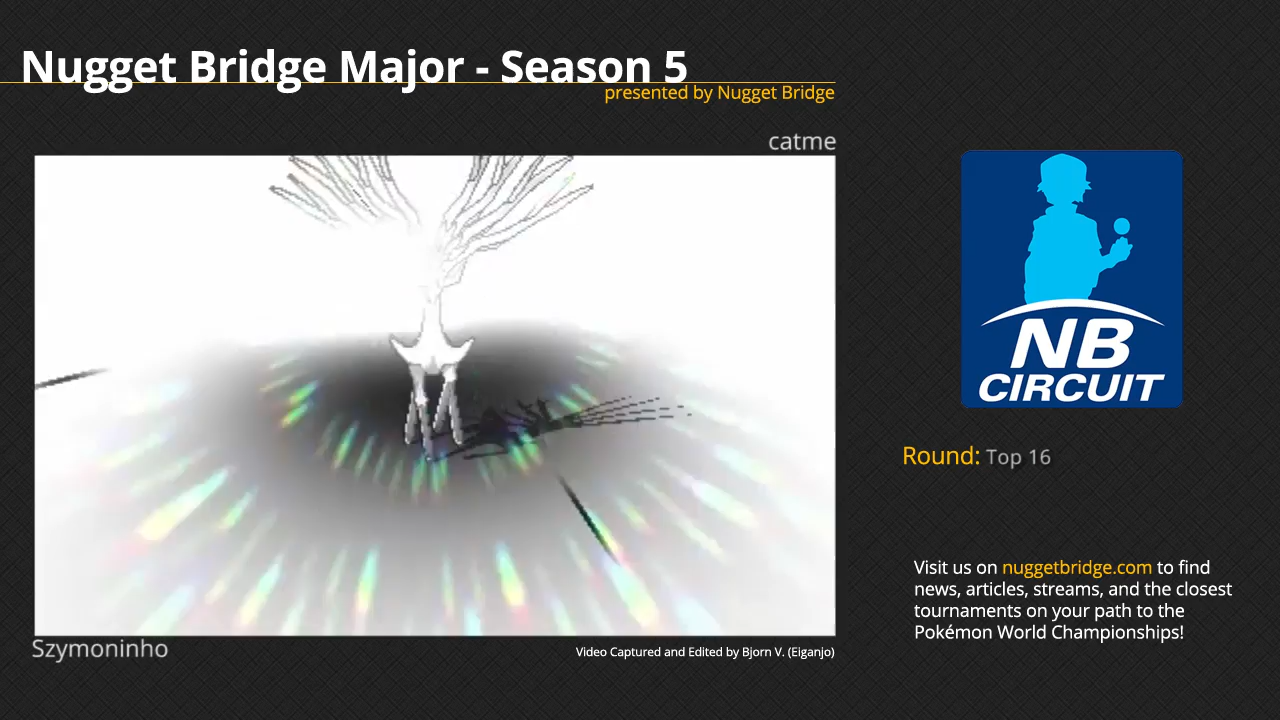 Nugget Bridge Major - Season 5
presented by Nugget Bridge
catme
NB
CIRCUIT
Round: Top 16
Visit us on nuggetbridge.com to find
news, articles, streams, and the closest
tournaments on your path to the
Pokémon World Championships!
Szymoninho
Video Captured and Edited by Bjorn V. (Eiganjo)